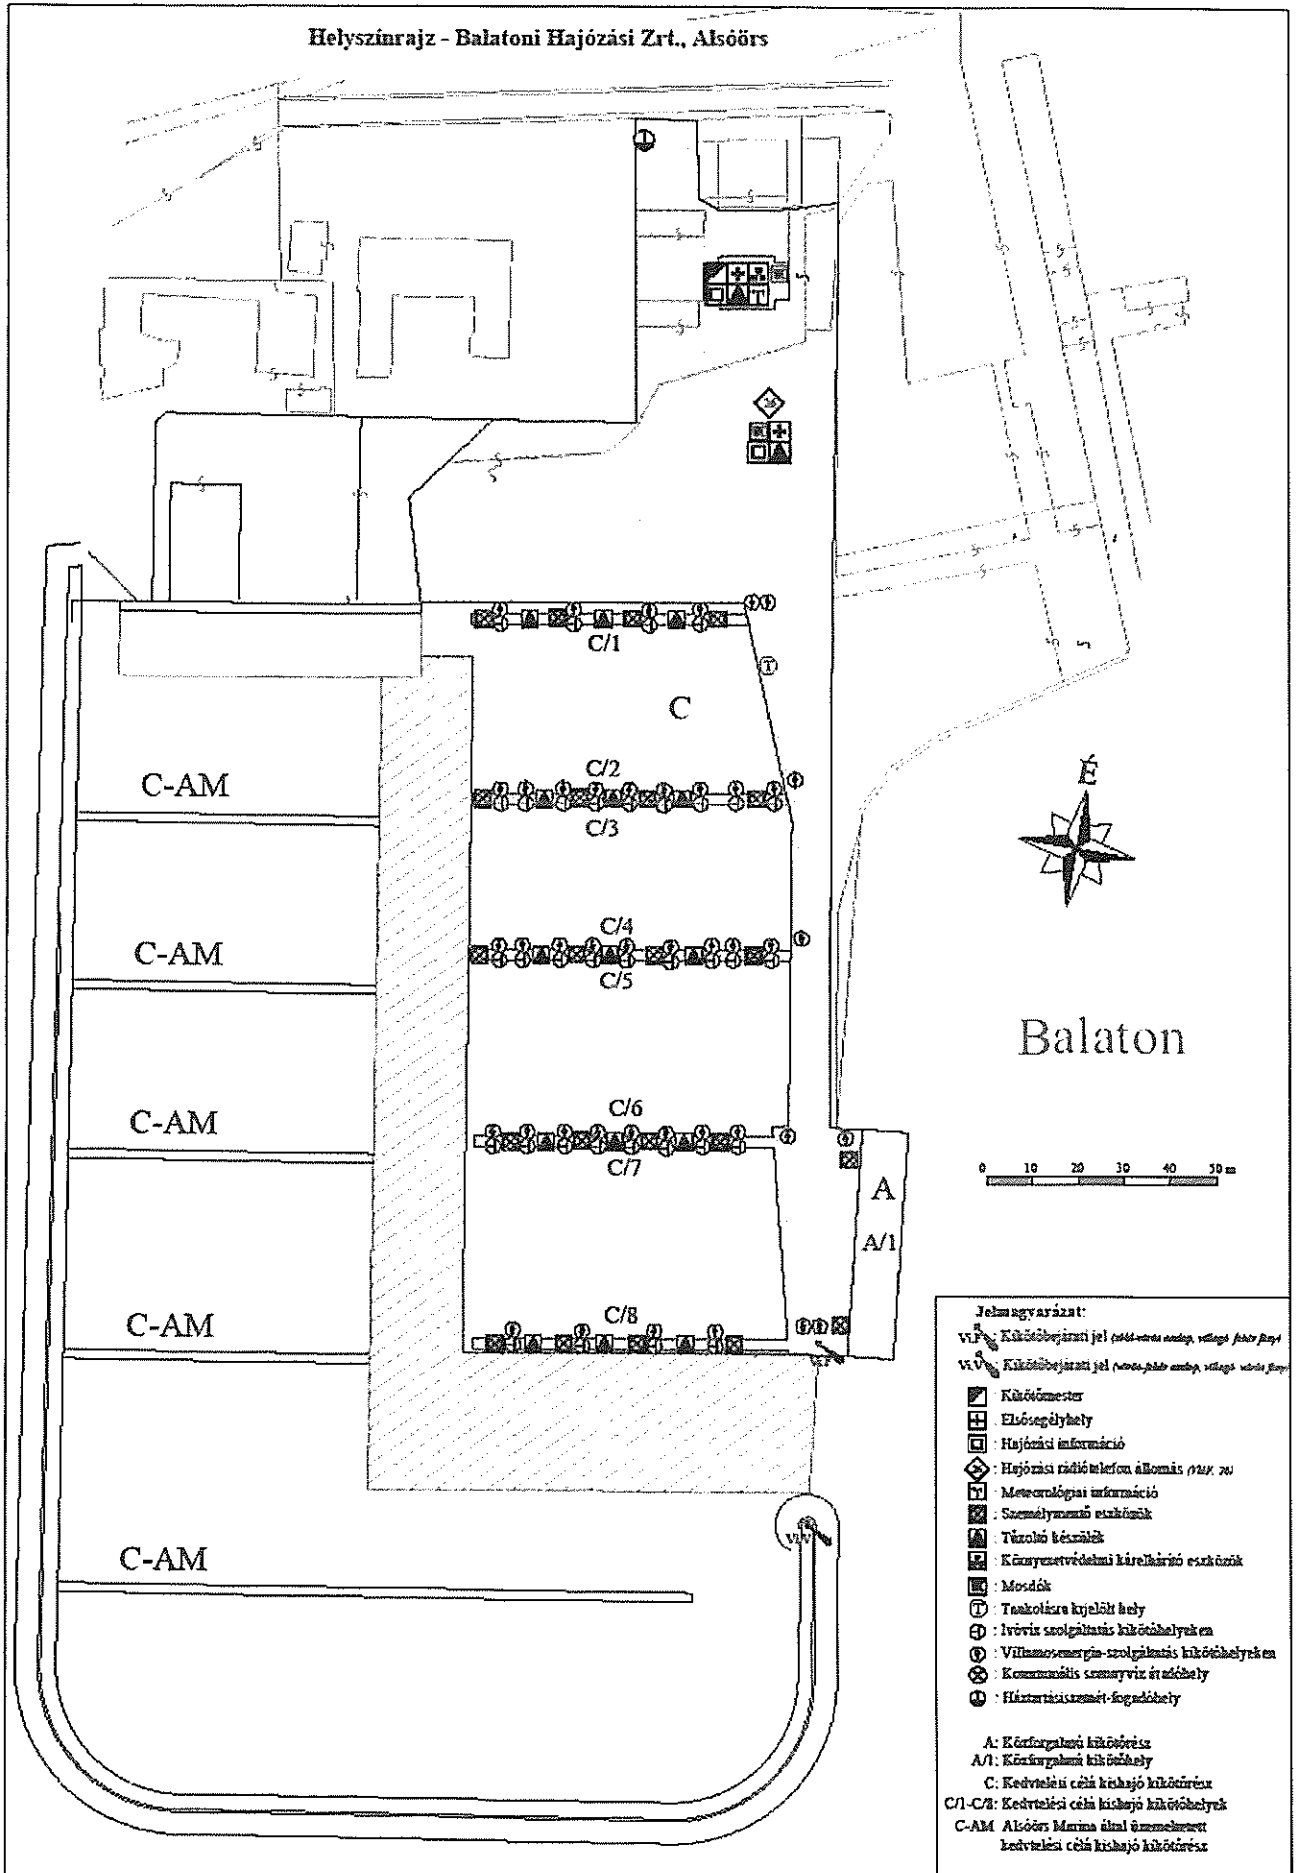 Helyszínrajz - Balatoni Hajózási Zrt., Alsóörs
C/1
C
C/2
C-AM
C/3
É
C/4
C-AM
C/5
Balaton
C/6
C-AM
C/7
0 10 20 30 40 50 m
A
A/1
C/8
C-AM
C-AM
Jelmagyarázat:
Kikötőbejárati jel
Kikötőbejárati jel
Kikötőmester
: Elsősegélyhely
: Hajózási információ
: Hajózási rádiótelefon állomás
: Meteorológiai információ
: Személymentő eszközök
: Tűzoltó készülék
: Környezetvédelmi kárelhárító eszközök
: Mosdók
: Tankolásra kijelölt hely
: Ivóvíz szolgáltatás kikötőhelyeken
: Villamosenergia-szolgáltatás kikötőhelyeken
: Kommunális szennyvíz átadóhely
: Háztartásiszemét-fogadóhely
A: Közforgalmú kikötőrész
A/1: Közforgalmú kikötőhely
C: Kedvtelési célú kishajó kikötőrész
C/1-C/8: Kedvtelési célú kishajó kikötőhelyek
C-AM Alsóörs Marina által üzemeltetett
kedvtelési célú kishajó kikötőrész